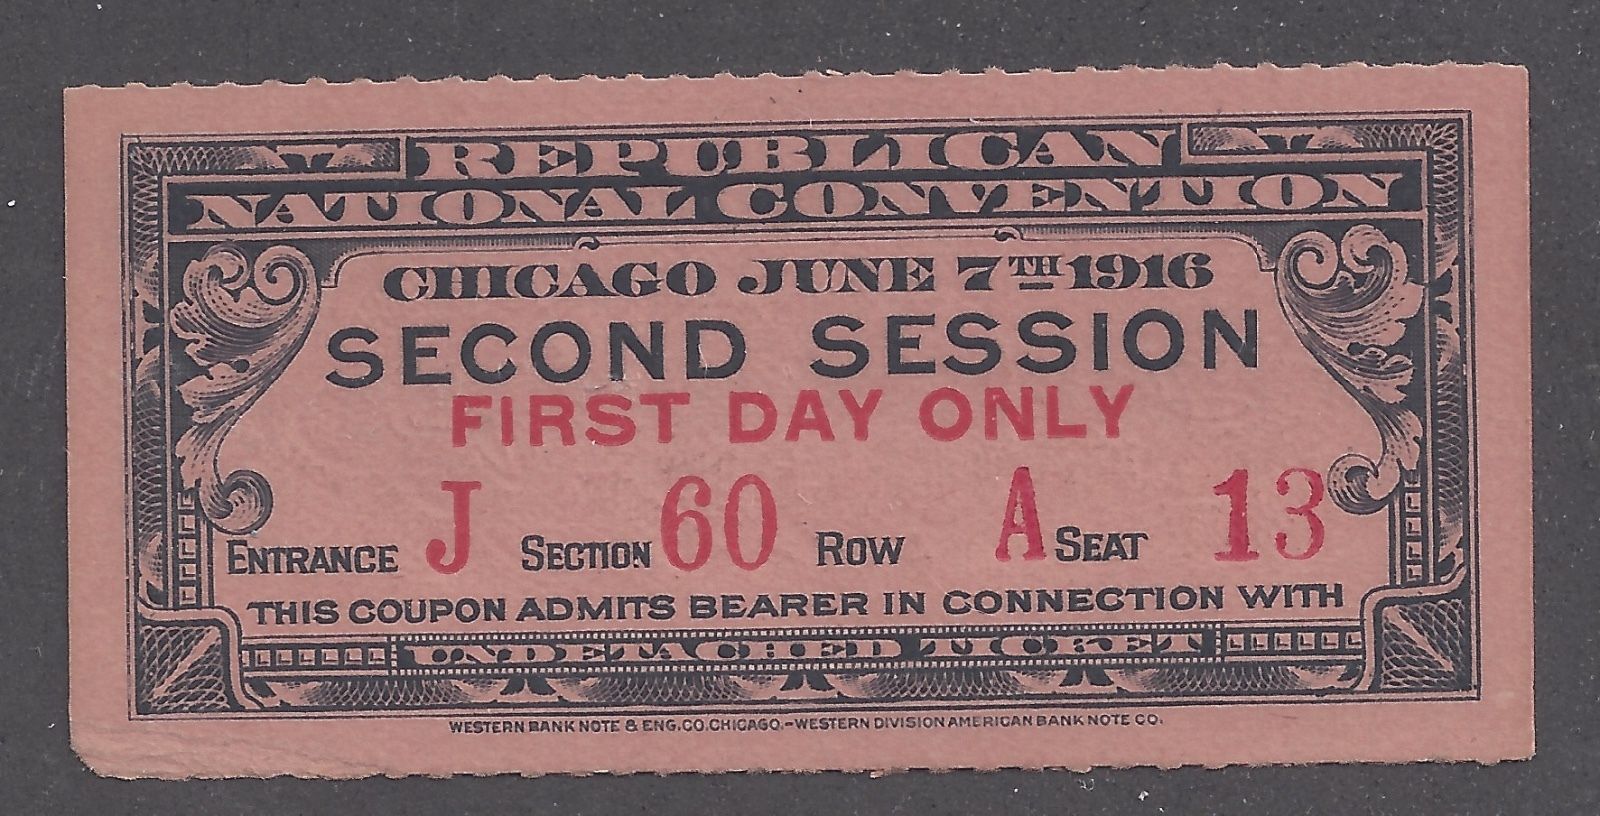 REPUBLICAN
NATIONAL CONVENTION
CHICAGO JUNE 7TH 1916
SECOND SESSION
FIRST DAY ONLY
ENTRANCE J SECTION 60 ROW A SEAT 13
THIS COUPON ADMITS BEARER IN CONNECTION WITH
UNDETACHED TICKET
WESTERN BANK NOTE & ENG. CO. CHICAGO.-WESTERN DIVISION AMERICAN BANK NOTE CO.